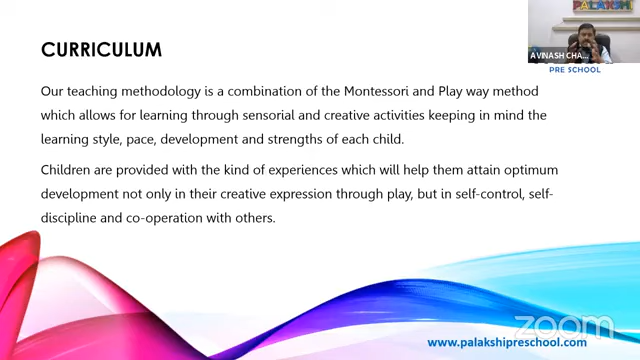 PALAKSHI
AVINASH CHA...
PRE SCHOOL
CURRICULUM
Our teaching methodology is a combination of the Montessori and Play way method
which allows for learning through sensorial and creative activities keeping in mind the
learning style, pace, development and strengths of each child.
Children are provided with the kind of experiences which will help them attain optimum
development not only in their creative expression through play, but in self-control, self-
discipline and co-operation with others.
zoom
www.palakshipreschool.com